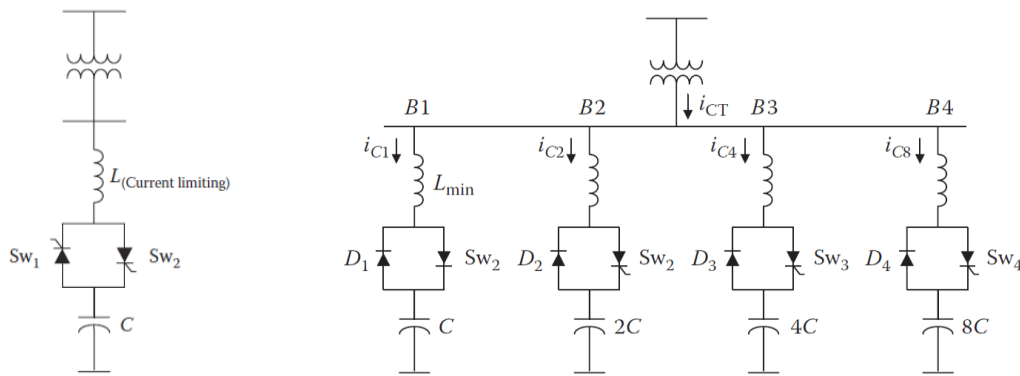 L(Current limiting)
Sw1
Sw2
C
iCT
B1
B2
B3
B4
iC1
iC2
iC4
iC8
Lmin
D1
Sw2
D2
Sw2
D3
Sw3
D4
Sw4
C
2C
4C
8C